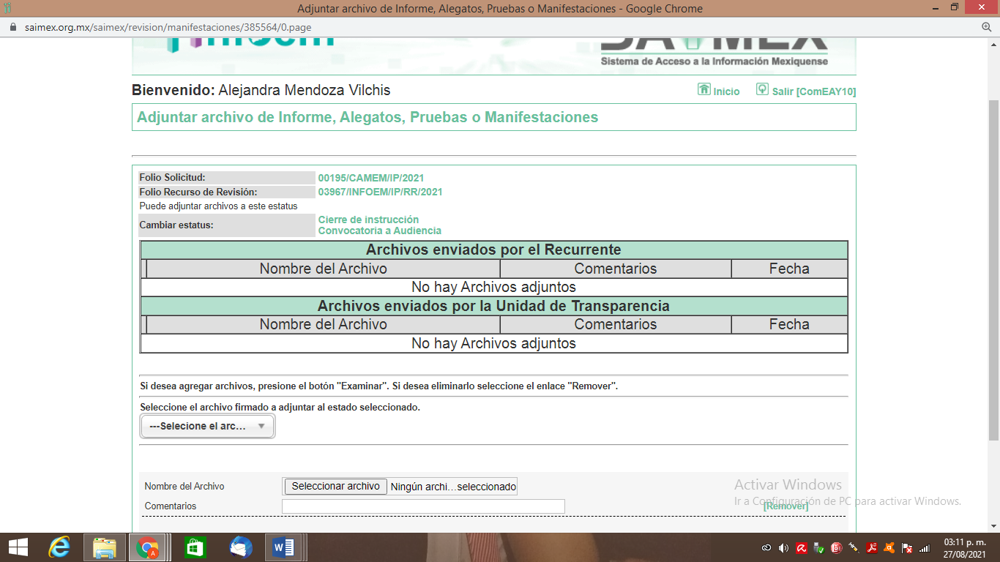 Adjuntar archivo de Informe, Alegatos, Pruebas o Manifestaciones - Google Chrome
saimex.org.mx/saimex/revision/manifestaciones/385564/0.page
Sistema de Acceso a la Información Mexiquense
Bienvenido: Alejandra Mendoza Vilchis
Inicio
Salir [ComEAY10]
Adjuntar archivo de Informe, Alegatos, Pruebas o Manifestaciones
Folio Solicitud: 00195/CAMEM/IP/2021
Folio Recurso de Revisión: 03967/INFOEM/IP/RR/2021
Puede adjuntar archivos a este estatus
Cambiar estatus: Cierre de instrucción
Convocatoria a Audiencia
Archivos enviados por el Recurrente
Nombre del Archivo Comentarios Fecha
No hay Archivos adjuntos
Archivos enviados por la Unidad de Transparencia
Nombre del Archivo Comentarios Fecha
No hay Archivos adjuntos
Si desea agregar archivos, presione el botón "Examinar". Si desea eliminarlo seleccione el enlace "Remover".
Seleccione el archivo firmado a adjuntar al estado seleccionado.
---Selecione el arc...
Nombre del Archivo Seleccionar archivo Ningún archi...seleccionado
Comentarios [Remover]
Activar Windows
Ir a Configuración de PC para activar Windows.
03:11 p. m.
27/08/2021